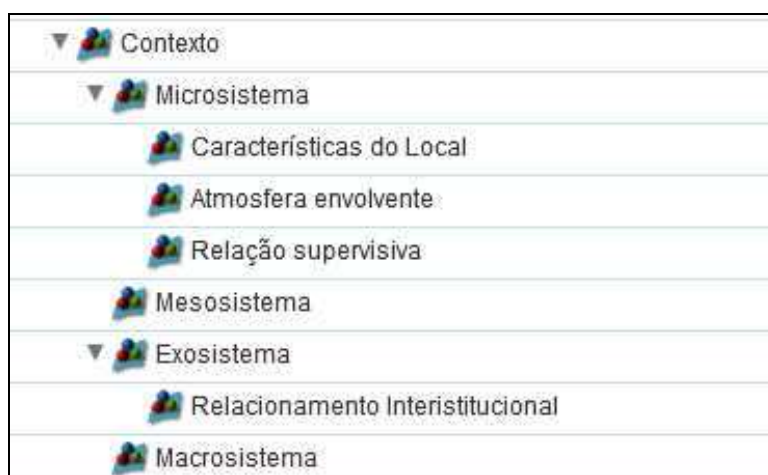 Contexto
Microsistema
Características do Local
Atmosfera envolvente
Relação supervisiva
Mesosistema
Exosistema
Relacionamento Interistitucional
Macrosistema